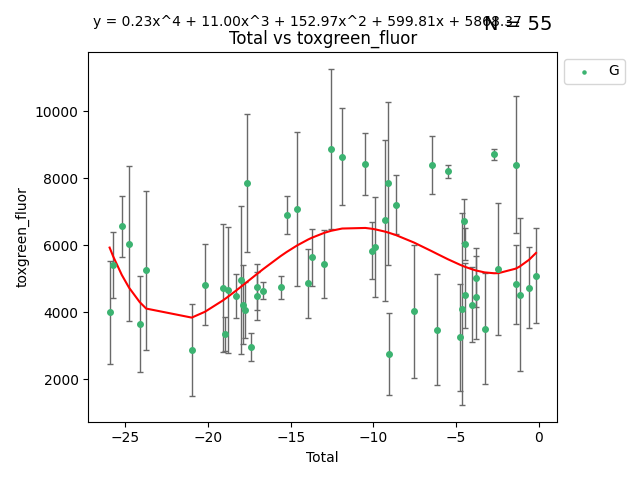 y = 0.23x^4 + 11.00x^3 + 152.97x^2 + 599.81x + 5868.37
N = 55
Total vs toxgreen_fluor
G
10000
8000
6000
4000
2000
toxgreen_fluor
−25 −20 −15 −10 −5 0
Total